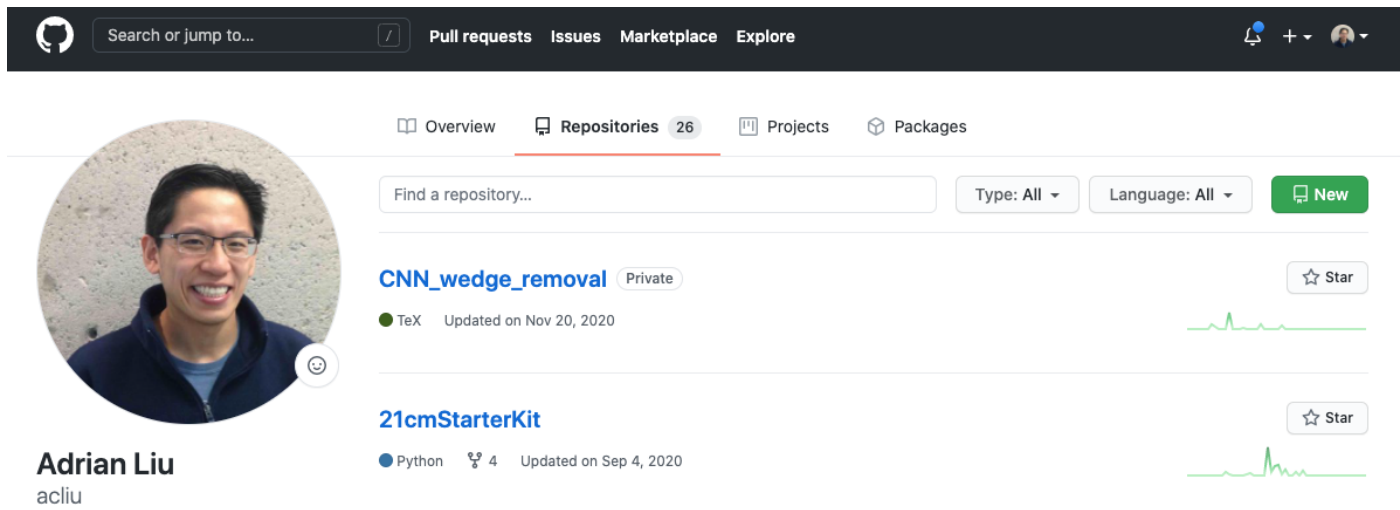 Search or jump to... /
Pull requests Issues Marketplace Explore
Overview Repositories 26 Projects Packages
Find a repository... Type: All Language: All New
CNN_wedge_removal Private Star
TeX Updated on Nov 20, 2020
21cmStarterKit Star
Python 4 Updated on Sep 4, 2020
Adrian Liu
acliu